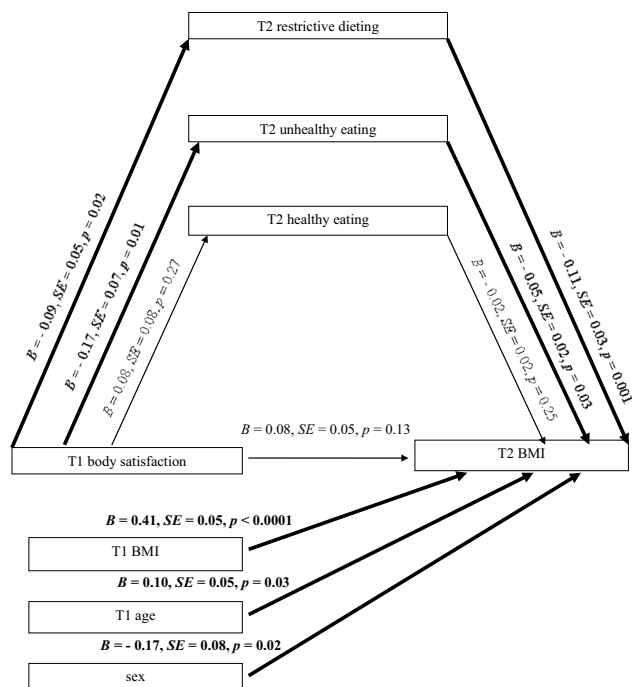 T2 restrictive dieting
T2 unhealthy eating
T2 healthy eating
B = - 0.09, SE = 0.05, p = 0.02
B = - 0.17, SE = 0.07, p = 0.01
B = 0.08, SE = 0.08, p = 0.27
B = - 0.02, SE = 0.02, p = 0.25
B = - 0.05, SE = 0.02, p = 0.03
B = - 0.11, SE = 0.03, p = 0.001
B = 0.08, SE = 0.05, p = 0.13
T1 body satisfaction
T2 BMI
B = 0.41, SE = 0.05, p < 0.0001
T1 BMI
B = 0.10, SE = 0.05, p = 0.03
T1 age
B = - 0.17, SE = 0.08, p = 0.02
sex